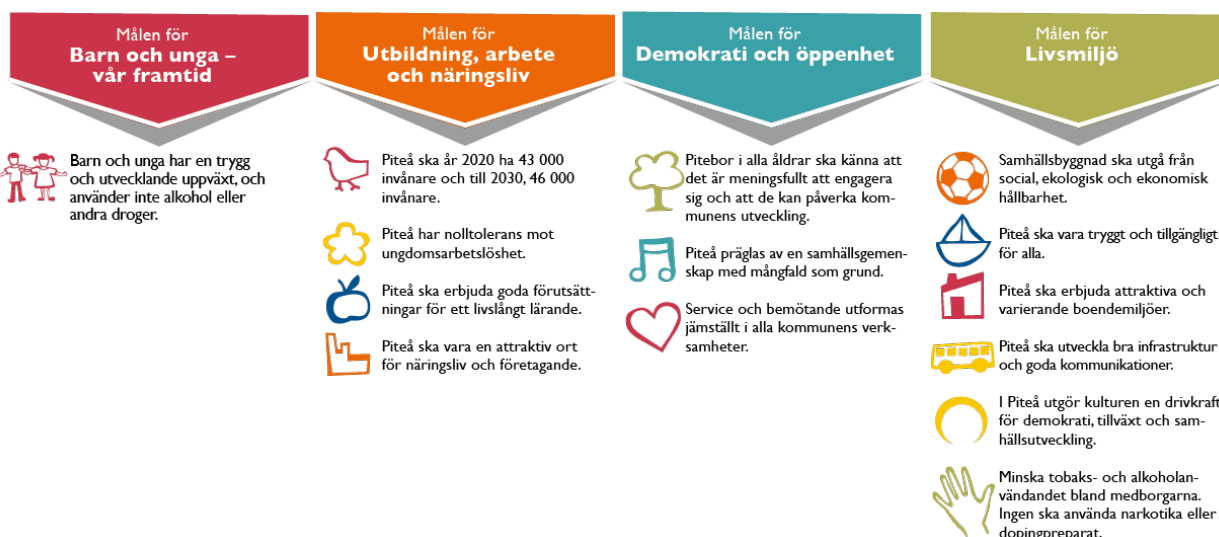 Målen för
Barn och unga –
vår framtid
Barn och unga har en trygg
och utvecklande uppväxt, och
använder inte alkohol eller
andra droger.
Målen för
Utbildning, arbete
och näringsliv
Piteå ska år 2020 ha 43 000
invånare och till 2030, 46 000
invånare.
Piteå har nolltolerans mot
ungdomsarbetslöshet.
Piteå ska erbjuda goda förutsätt-
ningar för ett livslångt lärande.
Piteå ska vara en attraktiv ort
för näringsliv och företagande.
Målen för
Demokrati och öppenhet
Pitebor i alla åldrar ska känna att
det är meningsfullt att engagera
sig och att de kan påverka kom-
munens utveckling.
Piteå präglas av en samhällsgemen-
skap med mångfald som grund.
Service och bemötande utformas
jämställt i alla kommunens verk-
samheter.
Målen för
Livsmiljö
Samhällsbyggnad ska utgå från
social, ekologisk och ekonomisk
hållbarhet.
Piteå ska vara tryggt och tillgängligt
för alla.
Piteå ska erbjuda attraktiva och
varierande boendemiljöer.
Piteå ska utveckla bra infrastruktur
och goda kommunikationer.
I Piteå utgör kulturen en drivkraft
för demokrati, tillväxt och sam-
hällsutveckling.
Minska tobaks- och alkoholan-
vändandet bland medborgarna.
Ingen ska använda narkotika eller
dopingpreparat.